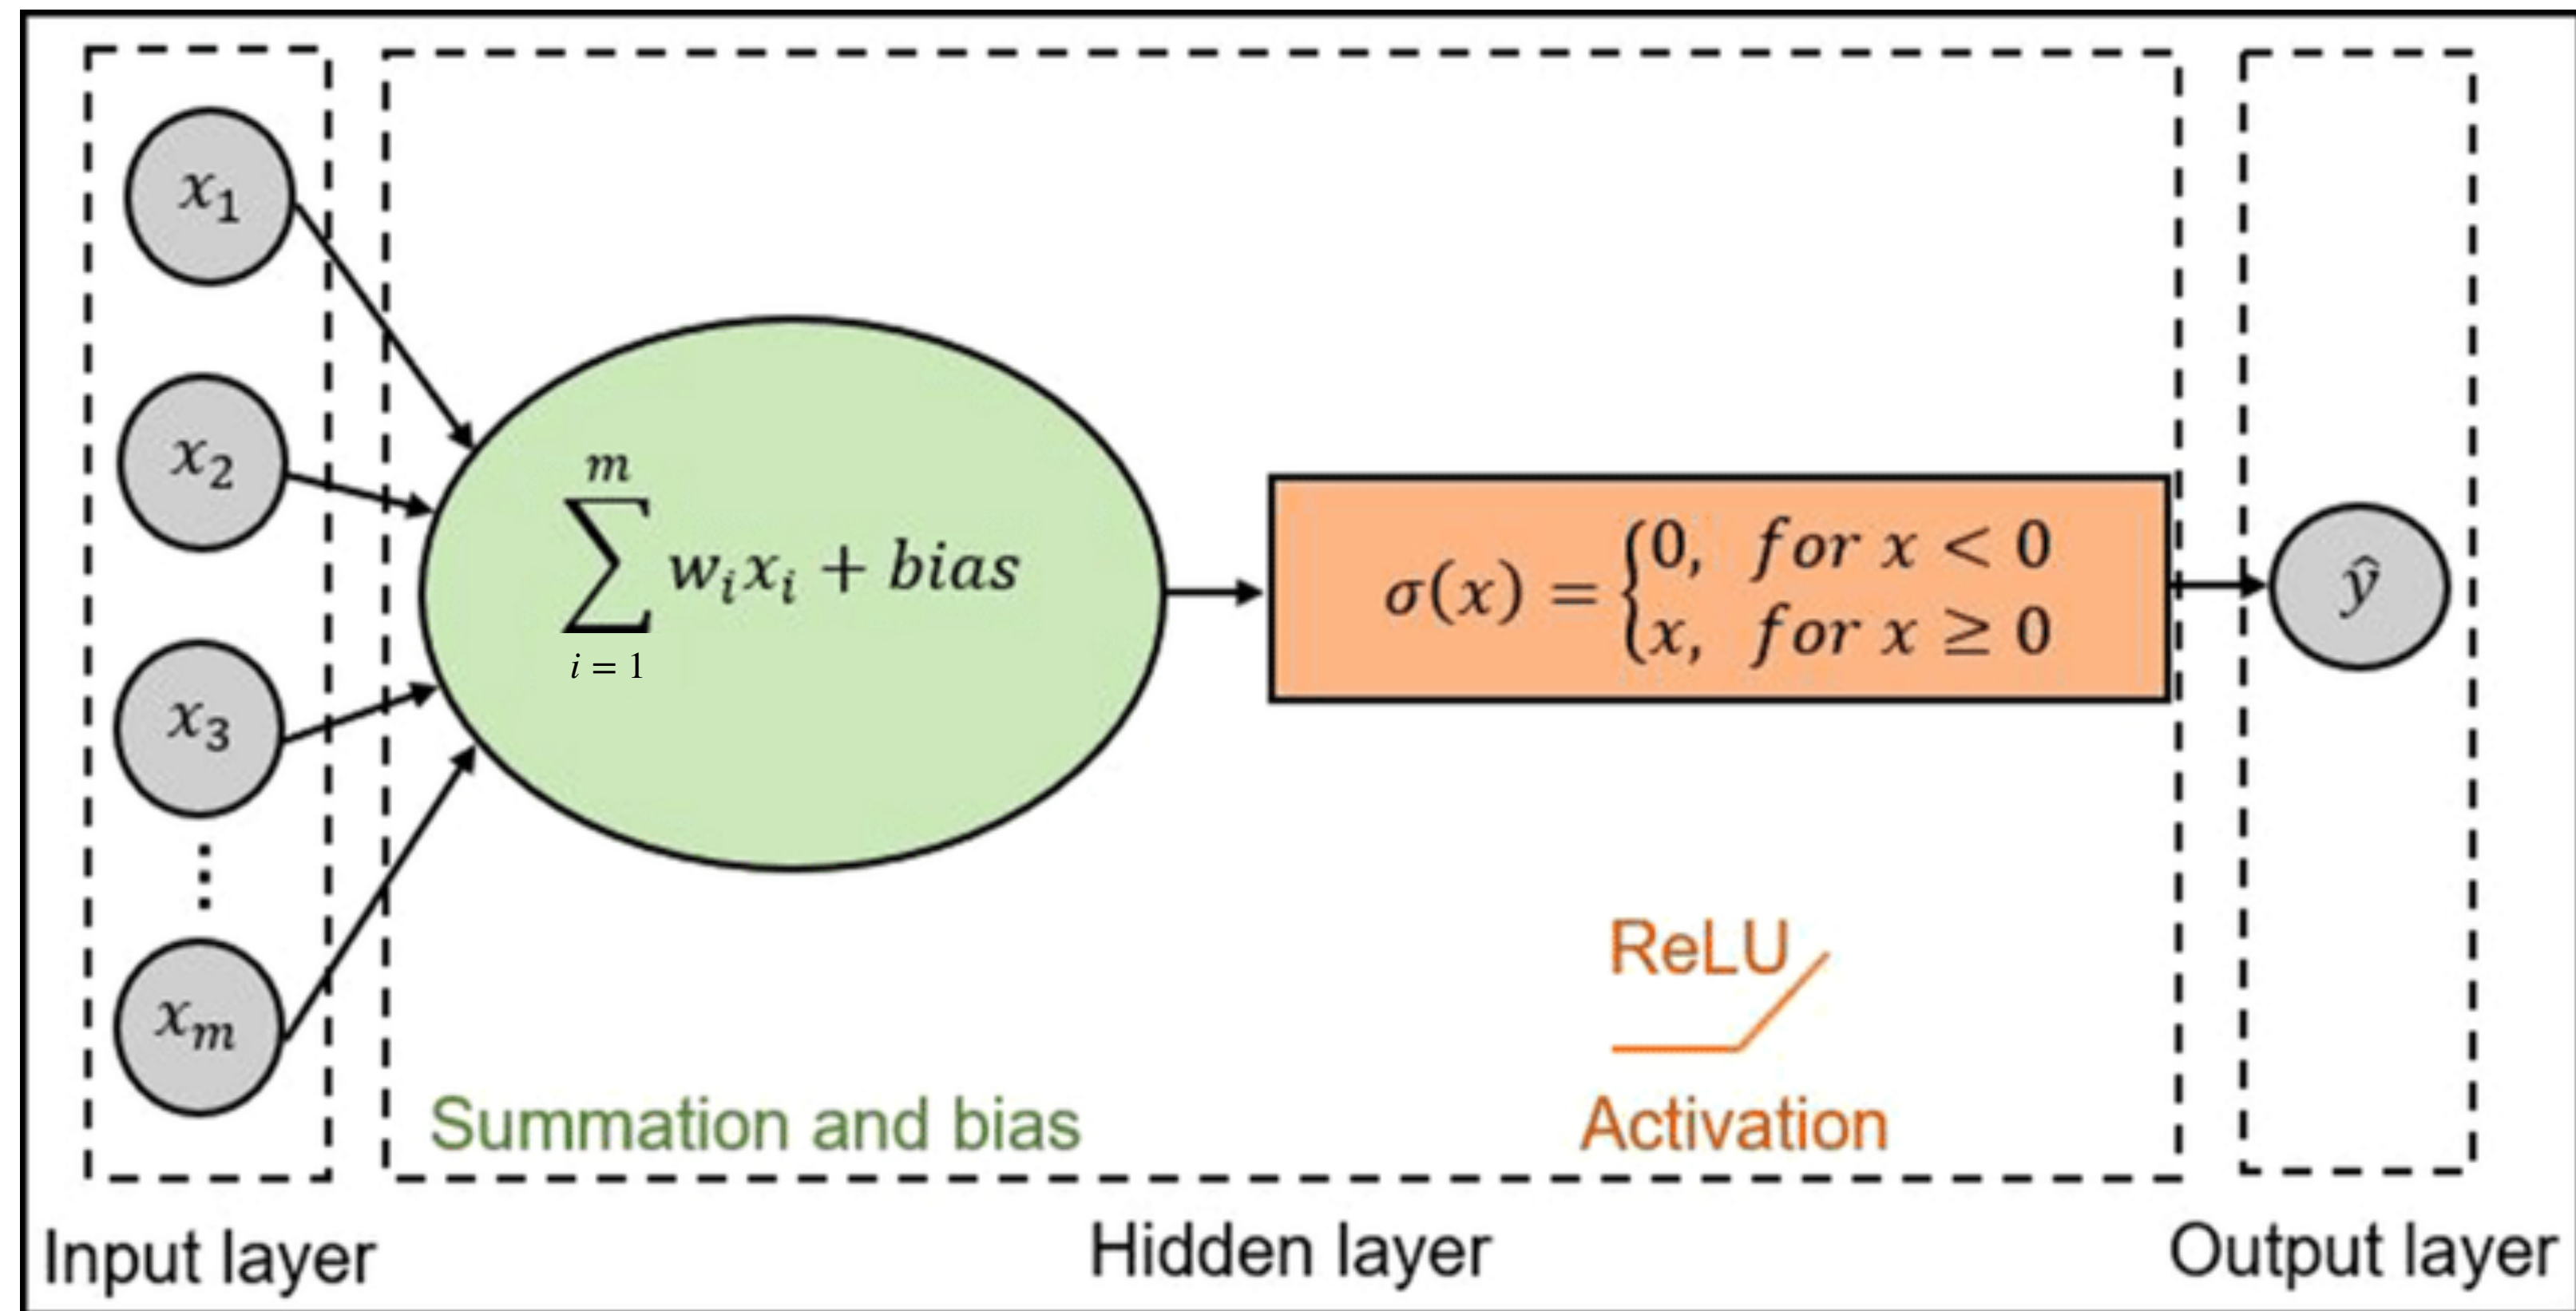 x₁
x₂
x₃
⋮
xₘ
m
∑ wᵢxᵢ + bias
i = 1
σ(x) = {0, for x < 0
{x, for x ≥ 0
ŷ
ReLU
Summation and bias
Activation
Input layer
Hidden layer
Output layer